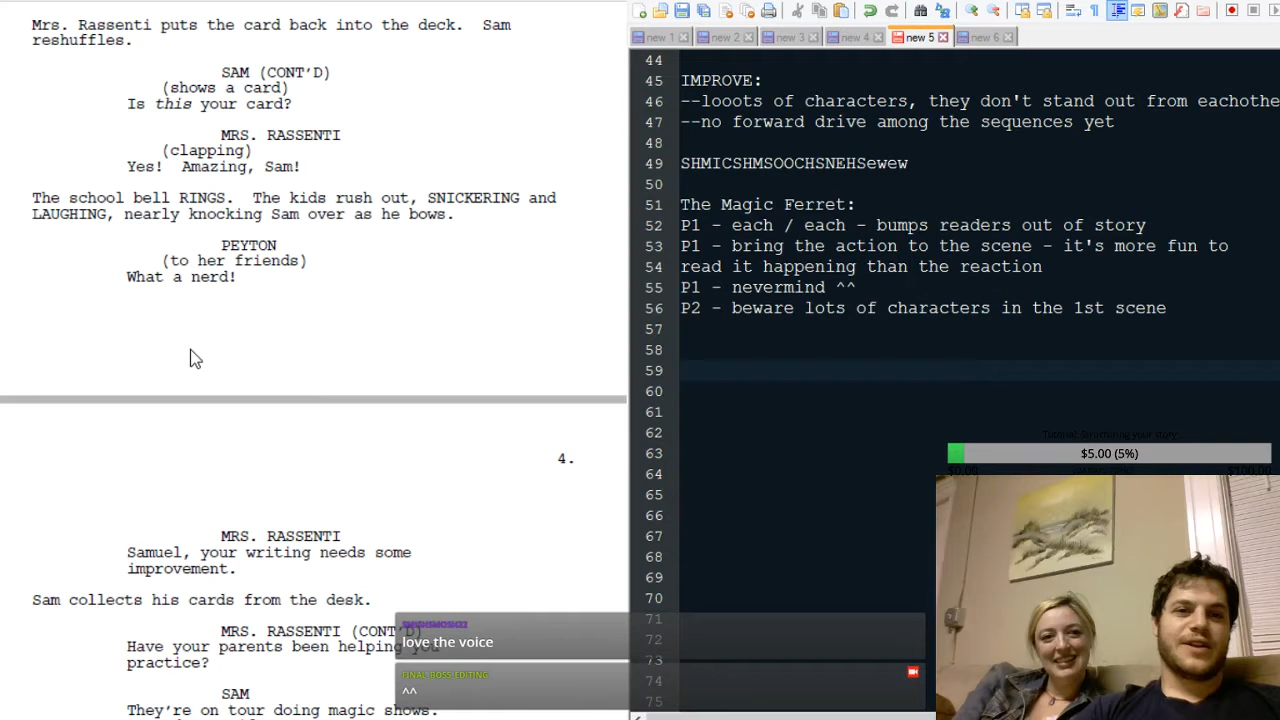 Mrs. Rassenti puts the card back into the deck.  Sam
reshuffles.
SAM (CONT'D)
(shows a card)
Is this your card?
MRS. RASSENTI
(clapping)
Yes!  Amazing, Sam!
The school bell RINGS.  The kids rush out, SNICKERING and
LAUGHING, nearly knocking Sam over as he bows.
PEYTON
(to her friends)
What a nerd!
4.
MRS. RASSENTI
Samuel, your writing needs some
improvement.
Sam collects his cards from the desk.
MRS. RASSENTI (CONT'D)
Have your parents been helping you
practice?
SAM
They're on tour doing magic shows.
new 1
new 2
new 3
new 4
new 5
new 6
44
45 IMPROVE:
46 --looots of characters, they don't stand out from eachothe
47 --no forward drive among the sequences yet
48
49 SHMICSHMSOOCHSNEHSewew
50
51 The Magic Ferret:
52 P1 - each / each - bumps readers out of story
53 P1 - bring the action to the scene - it's more fun to
54 read it happening than the reaction
55 P1 - nevermind ^^
56 P2 - beware lots of characters in the 1st scene
57
58
59
60
61
62
63
64
65
66
67
68
69
70
71
72
73
74
75
$5.00 (5%)
$0.00
$100.00
love the voice
FINAL_BOSS_EDITING
^^